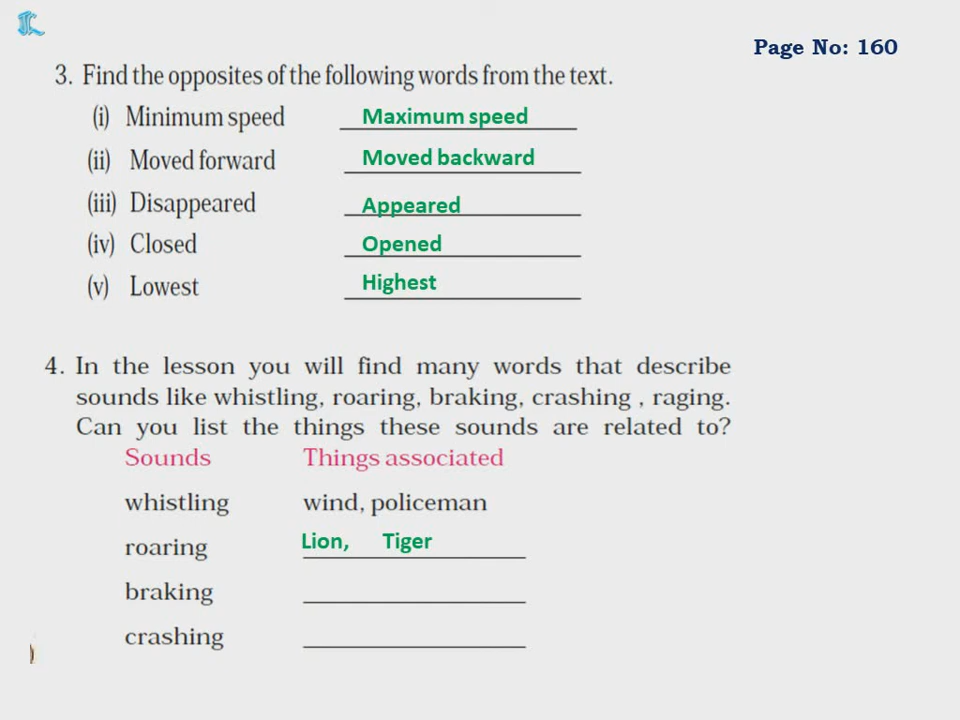 Page No: 160
3. Find the opposites of the following words from the text.
(i) Minimum speed Maximum speed
(ii) Moved forward Moved backward
(iii) Disappeared Appeared
(iv) Closed Opened
(v) Lowest Highest
4. In the lesson you will find many words that describe
sounds like whistling, roaring, braking, crashing , raging.
Can you list the things these sounds are related to?
Sounds Things associated
whistling wind, policeman
roaring Lion, Tiger
braking
crashing